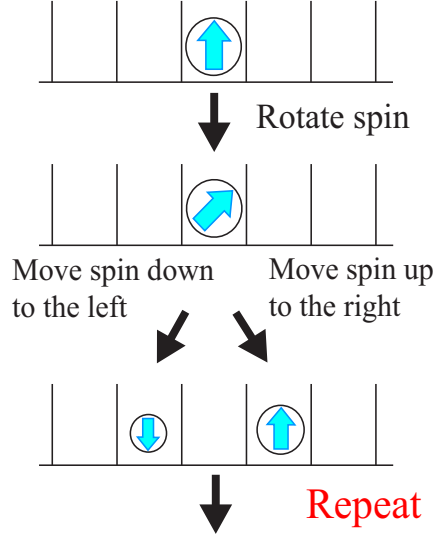 Rotate spin
Move spin down
to the left
Move spin up
to the right
Repeat